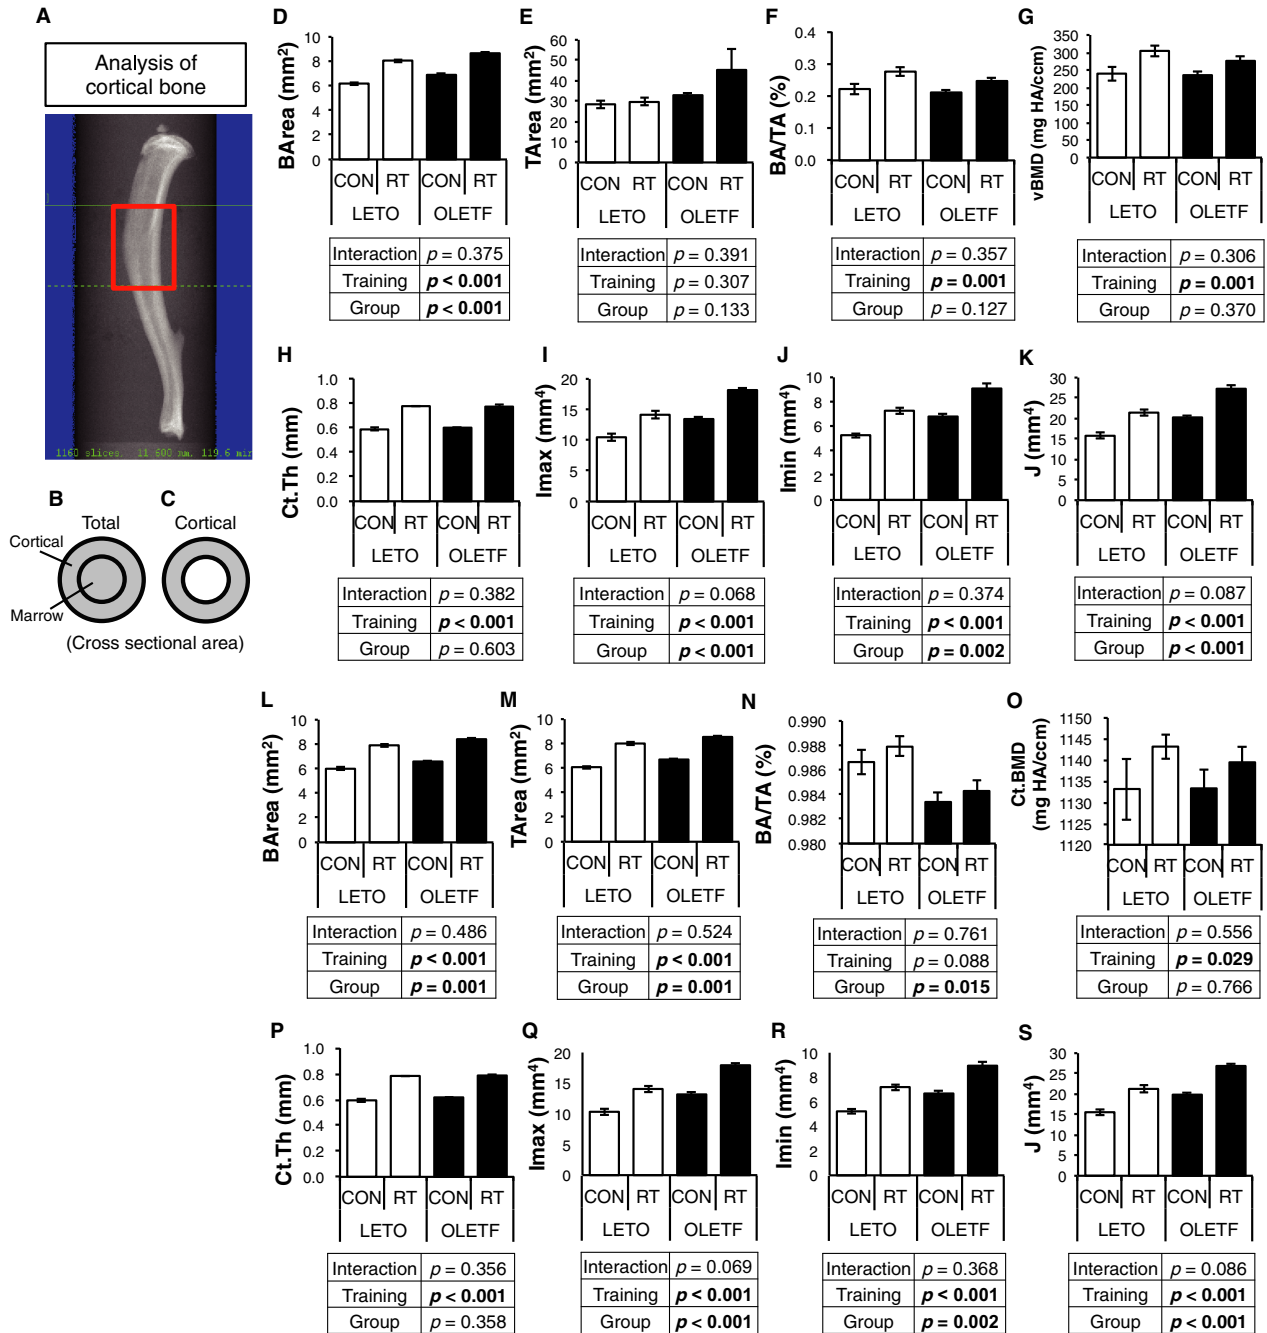 A
Analysis of
cortical bone
1160 slices, 11 600 µm, 119.6 min
B
C
Total
Cortical
Cortical
Marrow
(Cross sectional area)
D
BArea (mm²)
10
8
6
4
2
0
CON RT CON RT
LETO OLETF
Interaction p = 0.375
Training p < 0.001
Group p < 0.001
E
TArea (mm²)
60
50
40
30
20
10
0
CON RT CON RT
LETO OLETF
Interaction p = 0.391
Training p = 0.307
Group p = 0.133
F
BA/TA (%)
0.4
0.3
0.2
0.1
0.0
CON RT CON RT
LETO OLETF
Interaction p = 0.357
Training p = 0.001
Group p = 0.127
G
vBMD (mg HA/ccm)
350
300
250
200
150
100
50
0
CON RT CON RT
LETO OLETF
Interaction p = 0.306
Training p = 0.001
Group p = 0.370
H
Ct.Th (mm)
1.0
0.8
0.6
0.4
0.2
0.0
CON RT CON RT
LETO OLETF
Interaction p = 0.382
Training p < 0.001
Group p = 0.603
I
Imax (mm⁴)
20
15
10
5
0
CON RT CON RT
LETO OLETF
Interaction p = 0.068
Training p < 0.001
Group p < 0.001
J
Imin (mm⁴)
10
8
6
4
2
0
CON RT CON RT
LETO OLETF
Interaction p = 0.374
Training p < 0.001
Group p = 0.002
K
J (mm⁴)
30
25
20
15
10
5
0
CON RT CON RT
LETO OLETF
Interaction p = 0.087
Training p < 0.001
Group p < 0.001
L
BArea (mm²)
10
8
6
4
2
0
CON RT CON RT
LETO OLETF
Interaction p = 0.486
Training p < 0.001
Group p = 0.001
M
TArea (mm²)
10
8
6
4
2
0
CON RT CON RT
LETO OLETF
Interaction p = 0.524
Training p < 0.001
Group p = 0.001
N
BA/TA (%)
0.990
0.988
0.986
0.984
0.982
0.980
CON RT CON RT
LETO OLETF
Interaction p = 0.761
Training p = 0.088
Group p = 0.015
O
Ct.BMD
(mg HA/ccm)
1150
1145
1140
1135
1130
1125
1120
CON RT CON RT
LETO OLETF
Interaction p = 0.556
Training p = 0.029
Group p = 0.766
P
Ct.Th (mm)
1.0
0.8
0.6
0.4
0.2
0.0
CON RT CON RT
LETO OLETF
Interaction p = 0.356
Training p < 0.001
Group p = 0.358
Q
Imax (mm⁴)
20
15
10
5
0
CON RT CON RT
LETO OLETF
Interaction p = 0.069
Training p < 0.001
Group p < 0.001
R
Imin (mm⁴)
10
8
6
4
2
0
CON RT CON RT
LETO OLETF
Interaction p = 0.368
Training p < 0.001
Group p = 0.002
S
J (mm⁴)
30
25
20
15
10
5
0
CON RT CON RT
LETO OLETF
Interaction p = 0.086
Training p < 0.001
Group p < 0.001